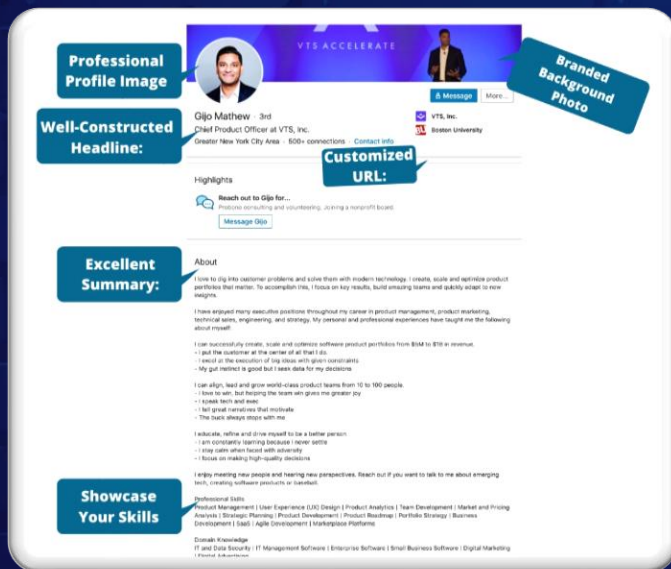 VTS ACCELERATE
Professional
Profile Image
Branded
Background
Photo
Message
More...
Gijo Mathew · 3rd
VTS, Inc.
Well-Constructed
Headline:
Chief Product Officer at VTS, Inc.
Boston University
Greater New York City Area · 500+ connections · Contact info
Customized
URL:
Highlights
Reach out to Gijo for...
Probono consulting and volunteering, Joining a nonprofit board.
Message Gijo
Excellent
Summary:
About
I love to dig into customer problems and solve them with modern technology. I create, scale and optimize product
portfolios that matter. To accomplish this, I focus on key results, build amazing teams and quickly adapt to new
insights.
I have enjoyed many executive positions throughout my career in product management, product marketing,
technical sales, engineering, and strategy. My personal and professional experiences have taught me the following
about myself:
I can successfully create, scale and optimize software product portfolios from $5M to $1B in revenue.
- I put the customer at the center of all that I do.
- I excel at the execution of big ideas with given constraints
- My gut instinct is good but I seek data for my decisions
I can align, lead and grow world-class product teams from 10 to 100 people.
- I love to win, but helping the team win gives me greater joy
- I speak tech and exec
- I tell great narratives that motivate
- The buck always stops with me
I educate, refine and drive myself to be a better person
- I am constantly learning because I never settle
- I stay calm when faced with adversity
- I focus on making high-quality decisions
I enjoy meeting new people and hearing new perspectives. Reach out if you want to talk to me about emerging
tech, creating software products or baseball.
Showcase
Your Skills
Professional Skills
Product Management | User Experience (UX) Design | Product Analytics | Team Development | Market and Pricing
Analysis | Strategic Planning | Product Development | Product Roadmap | Portfolio Strategy | Business
Development | SaaS | Agile Development | Marketplace Platforms
Domain Knowledge
IT and Data Security | IT Management Software | Enterprise Software | Small Business Software | Digital Marketing
| Digital Advertising